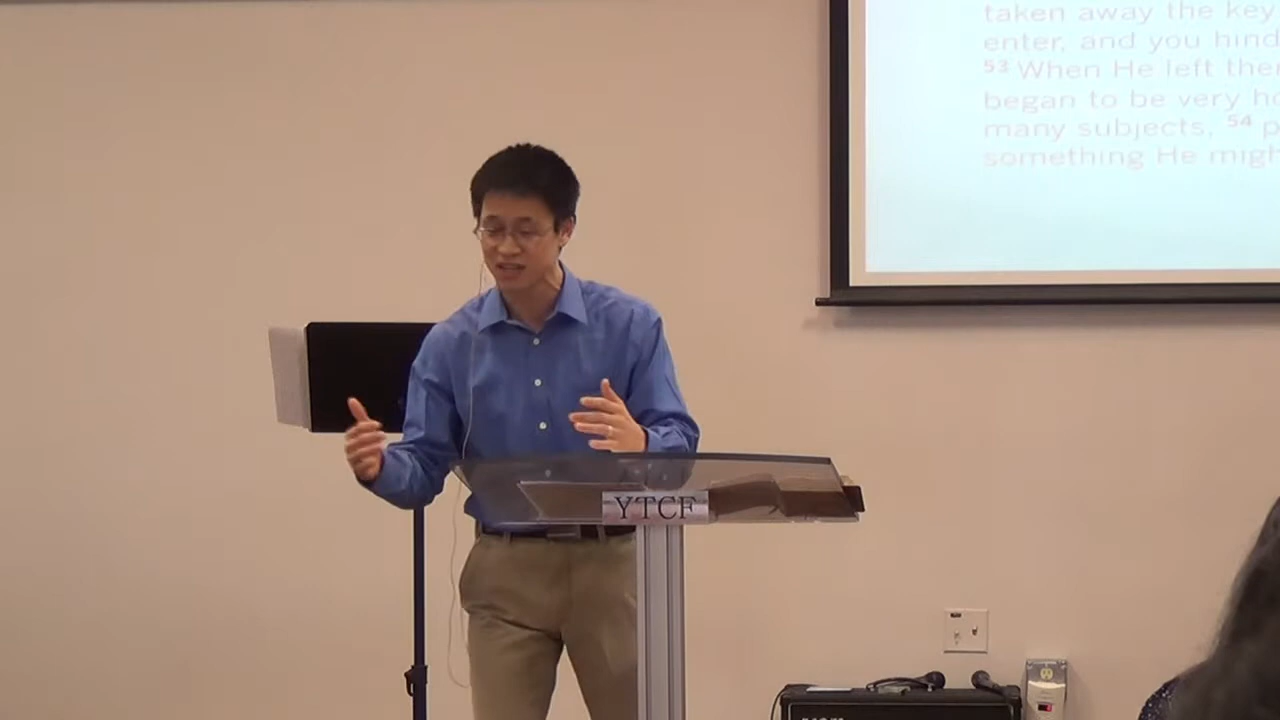 taken away the key
enter, and you hind
53 When He left ther
began to be very ho
many subjects, 54 p
something He migh
YTCF